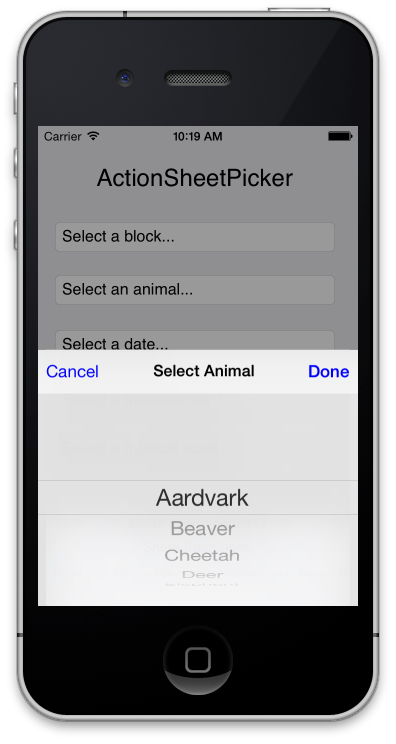 Carrier 10:19 AM
ActionSheetPicker
Select a block...
Select an animal...
Select a date...
Cancel Select Animal Done
Aardvark
Beaver
Cheetah
Deer